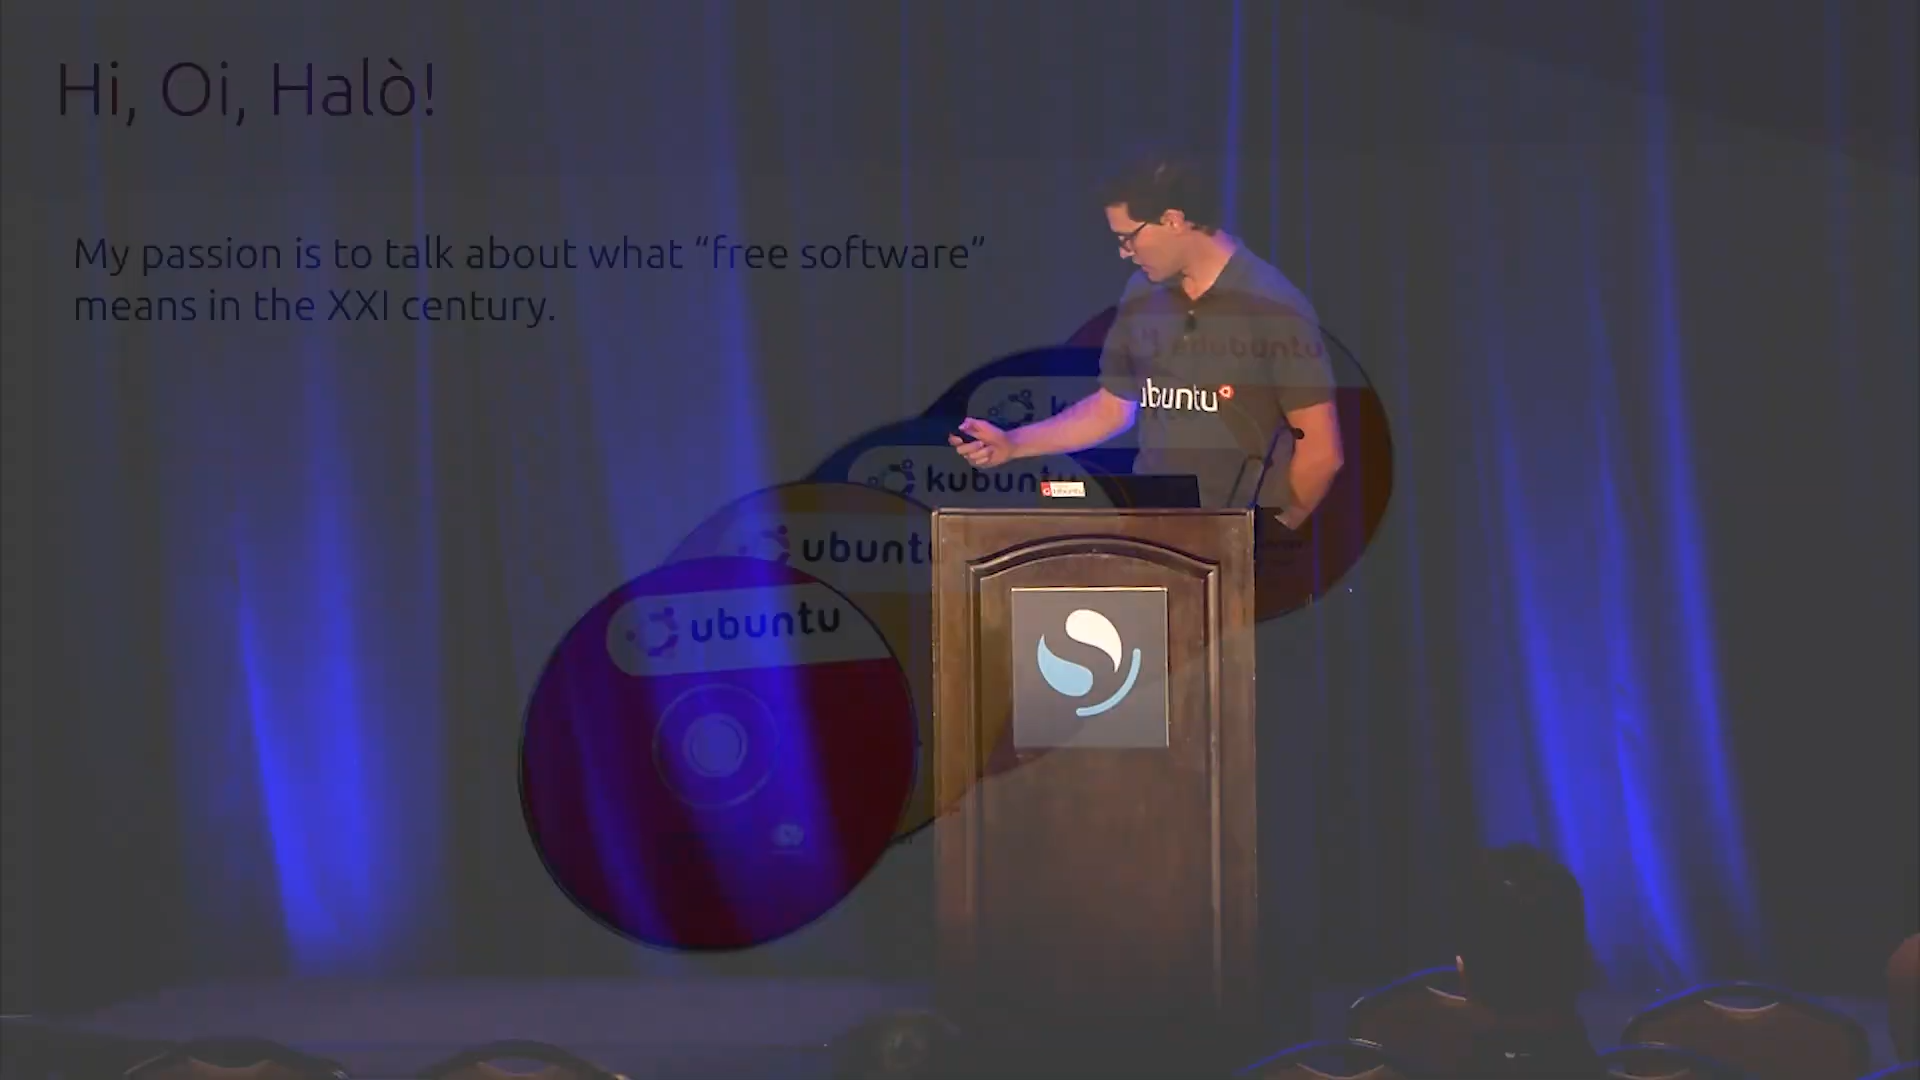 Hi, Oi, Halò!
My passion is to talk about what “free software”
means in the XXI century.
edubuntu
ubuntu
kubuntu
ubuntu
ubuntu